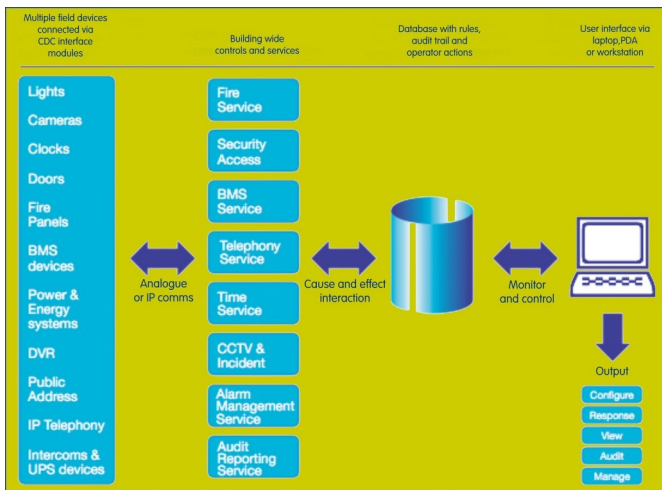 Multiple field devices
connected via
CDC interface
modules
Building wide
controls and services
Database with rules,
audit trail and
operator actions
User interface via
laptop,PDA
or workstation
Lights
Cameras
Clocks
Doors
Fire
Panels
BMS
devices
Power &
Energy
systems
DVR
Public
Address
IP Telephony
Intercoms &
UPS devices
Analogue
or IP comms
Fire
Service
Security
Access
BMS
Service
Telephony
Service
Time
Service
CCTV &
Incident
Alarm
Management
Service
Audit
Reporting
Service
Cause and effect
interaction
Monitor
and control
Output
Configure
Response
View
Audit
Manage